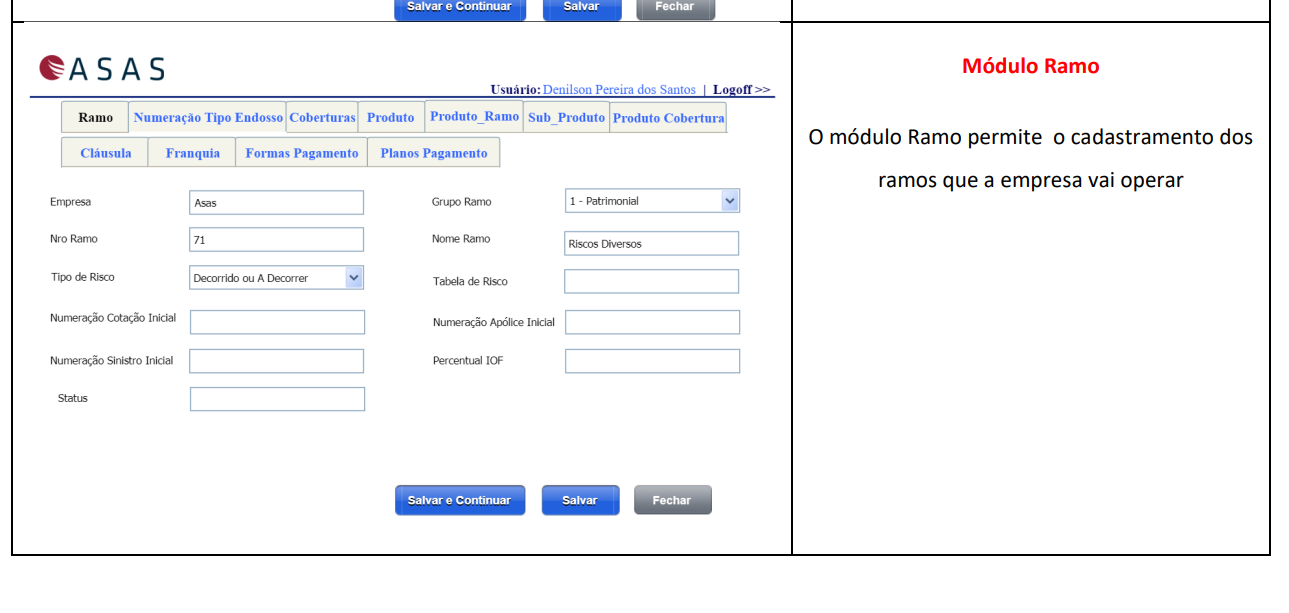 Salvar e Continuar Salvar Fechar
ASAS
Usuário: Denilson Pereira dos Santos | Logoff >>
Ramo Numeração Tipo Endosso Coberturas Produto Produto_Ramo Sub_Produto Produto Cobertura
Cláusula Franquia Formas Pagamento Planos Pagamento
Empresa Asas Grupo Ramo 1 - Patrimonial
Nro Ramo 71 Nome Ramo Riscos Diversos
Tipo de Risco Decorrido ou A Decorrer Tabela de Risco
Numeração Cotação Inicial Numeração Apólice Inicial
Numeração Sinistro Inicial Percentual IOF
Status
Salvar e Continuar Salvar Fechar
Módulo Ramo
O módulo Ramo permite o cadastramento dos
ramos que a empresa vai operar